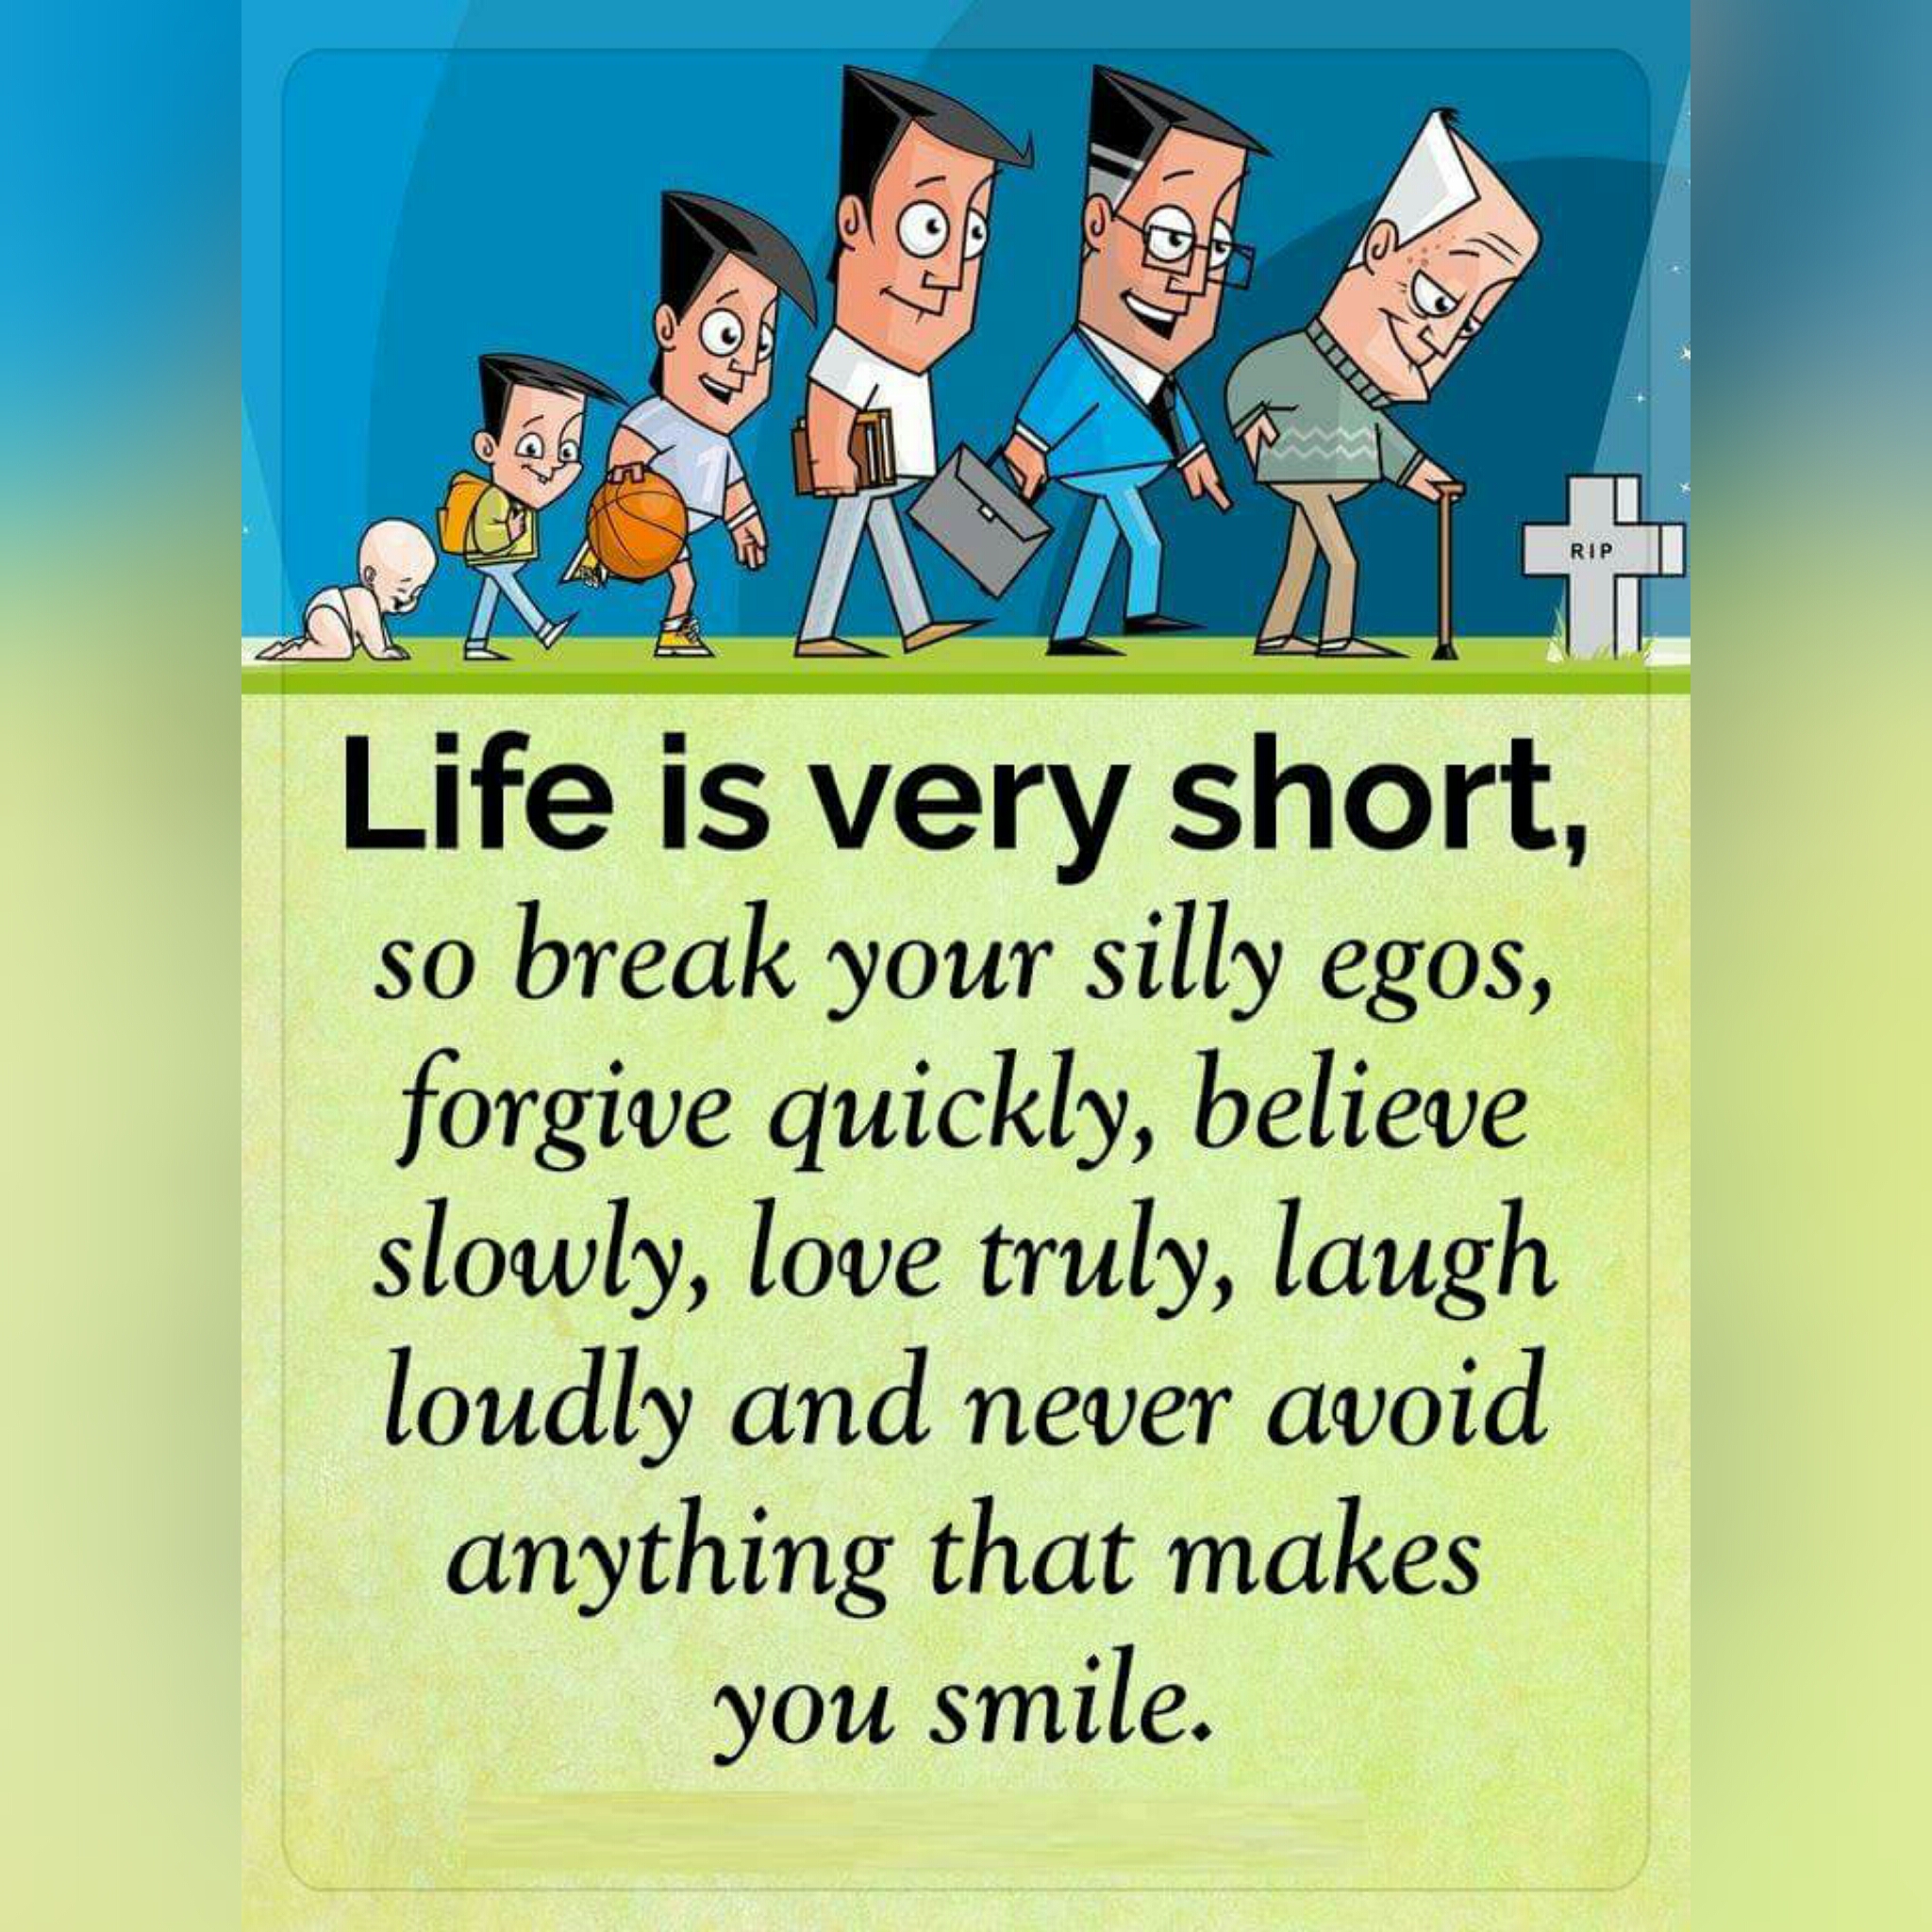 RIP
Life is very short,
so break your silly egos,
forgive quickly, believe
slowly, love truly, laugh
loudly and never avoid
anything that makes
you smile.